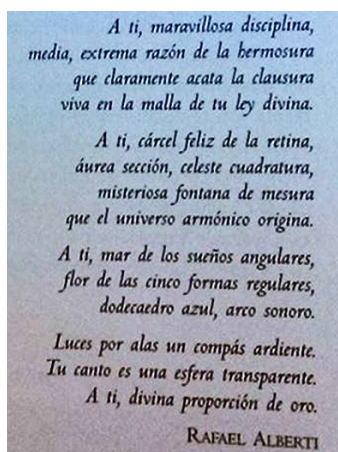 A ti, maravillosa disciplina,
media, extrema razón de la hermosura
que claramente acata la clausura
viva en la malla de tu ley divina.
A ti, cárcel feliz de la retina,
áurea sección, celeste cuadratura,
misteriosa fontana de mesura
que el universo armónico origina.
A ti, mar de los sueños angulares,
flor de las cinco formas regulares,
dodecaedro azul, arco sonoro.
Luces por alas un compás ardiente.
Tu canto es una esfera transparente.
A ti, divina proporción de oro.
RAFAEL ALBERTI